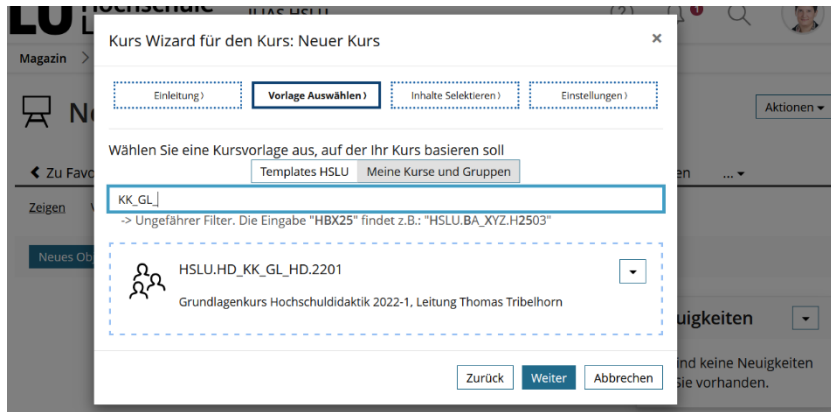 LU Hochschule
ILIAS HSLU
1
Kurs Wizard für den Kurs: Neuer Kurs
×
Magazin >
Einleitung⟩
Vorlage Auswählen⟩
Inhalte Selektieren⟩
Einstellungen⟩
Aktionen
Wählen Sie eine Kursvorlage aus, auf der Ihr Kurs basieren soll
Zu Favo
Templates HSLU
Meine Kurse und Gruppen
en
...
KK_GL_
Zeigen
-> Ungefährer Filter. Die Eingabe "HBX25" findet z.B.: "HSLU.BA_XYZ.H2503"
Neues Ob
HSLU.HD_KK_GL_HD.2201
Grundlagenkurs Hochschuldidaktik 2022-1, Leitung Thomas Tribelhorn
uigkeiten
ind keine Neuigkeiten
Sie vorhanden.
Zurück
Weiter
Abbrechen